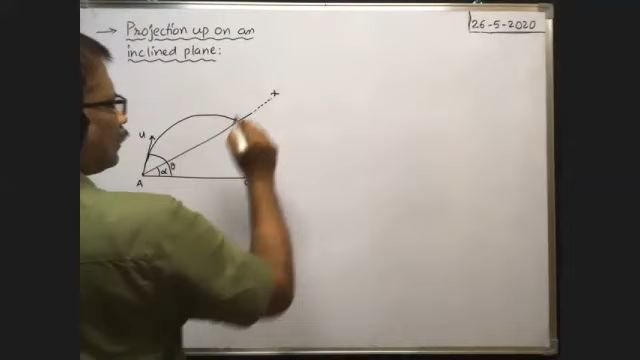 → Projection up on an
inclined plane:
26-5-2020
X
u
θ
α
A